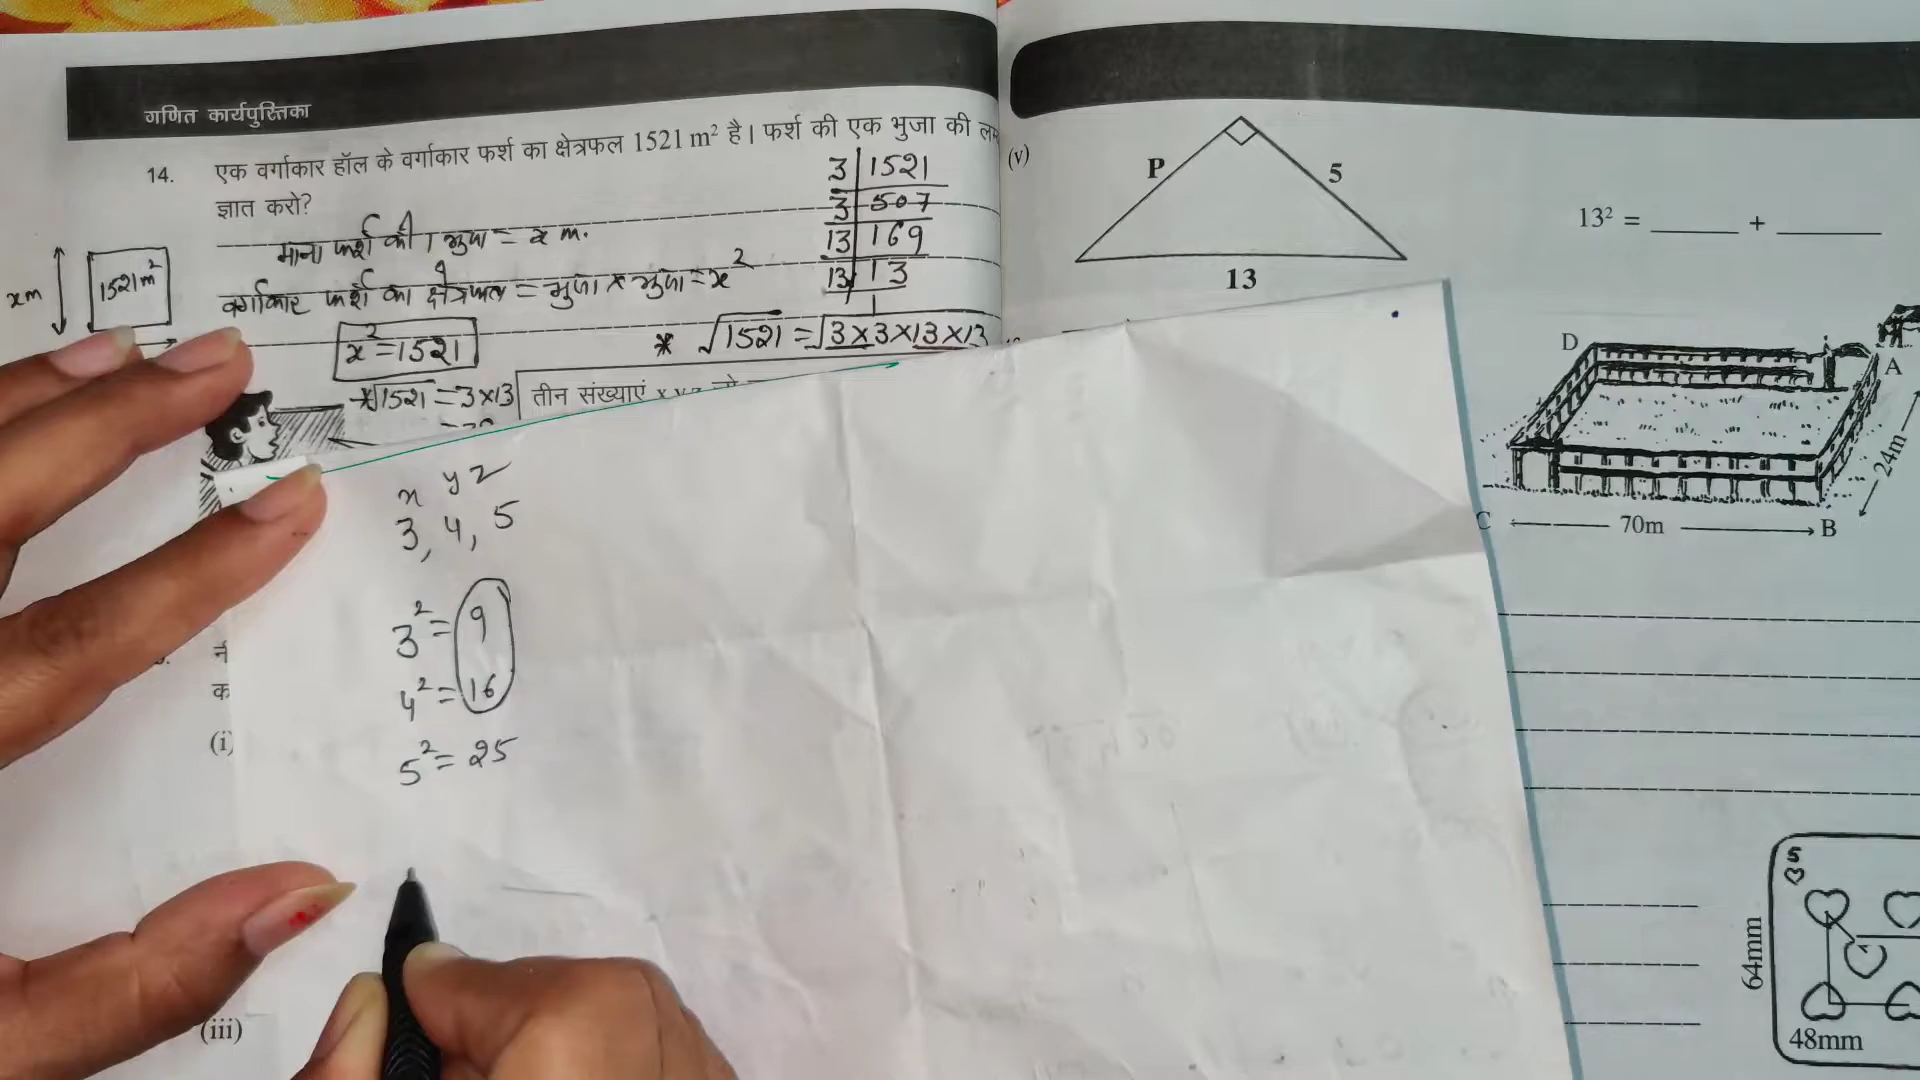 गणित कार्यपुस्तिका
14. एक वर्गाकार हॉल के वर्गाकार फर्श का क्षेत्रफल 1521 m² है। फर्श की एक भुजा की
ज्ञात करो?
माना फर्श की 1 भुजा = x m.
वर्गाकार फर्श का क्षेत्रफल = भुजा × भुजा = x²
x m
1521 m²
3 | 1521
3 | 507
13 | 169
13 | 13
1
x² = 1521
* √1521 = √3×3×13×13
*√1521 = 3×13
तीन संख्याएं x y z
x y z
3, 4, 5
3² = 9
4² = 16
5² = 25
(i)
(iii)
(v)
P
5
13
13² = ______ + ______
D
A
24m
C
70m
B
5
64mm
48mm